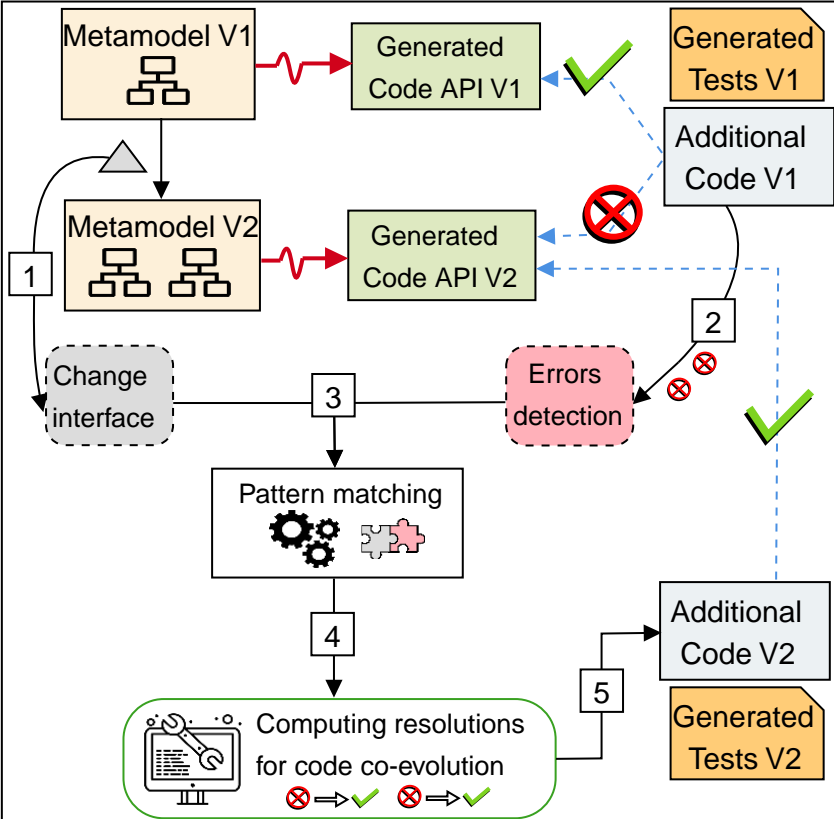 Metamodel V1
Generated
Code API V1
Generated
Tests V1
Additional
Code V1
Metamodel V2
Generated
Code API V2
1
2
Change
interface
3
Errors
detection
Pattern matching
4
Additional
Code V2
5
Computing resolutions
for code co-evolution
Generated
Tests V2